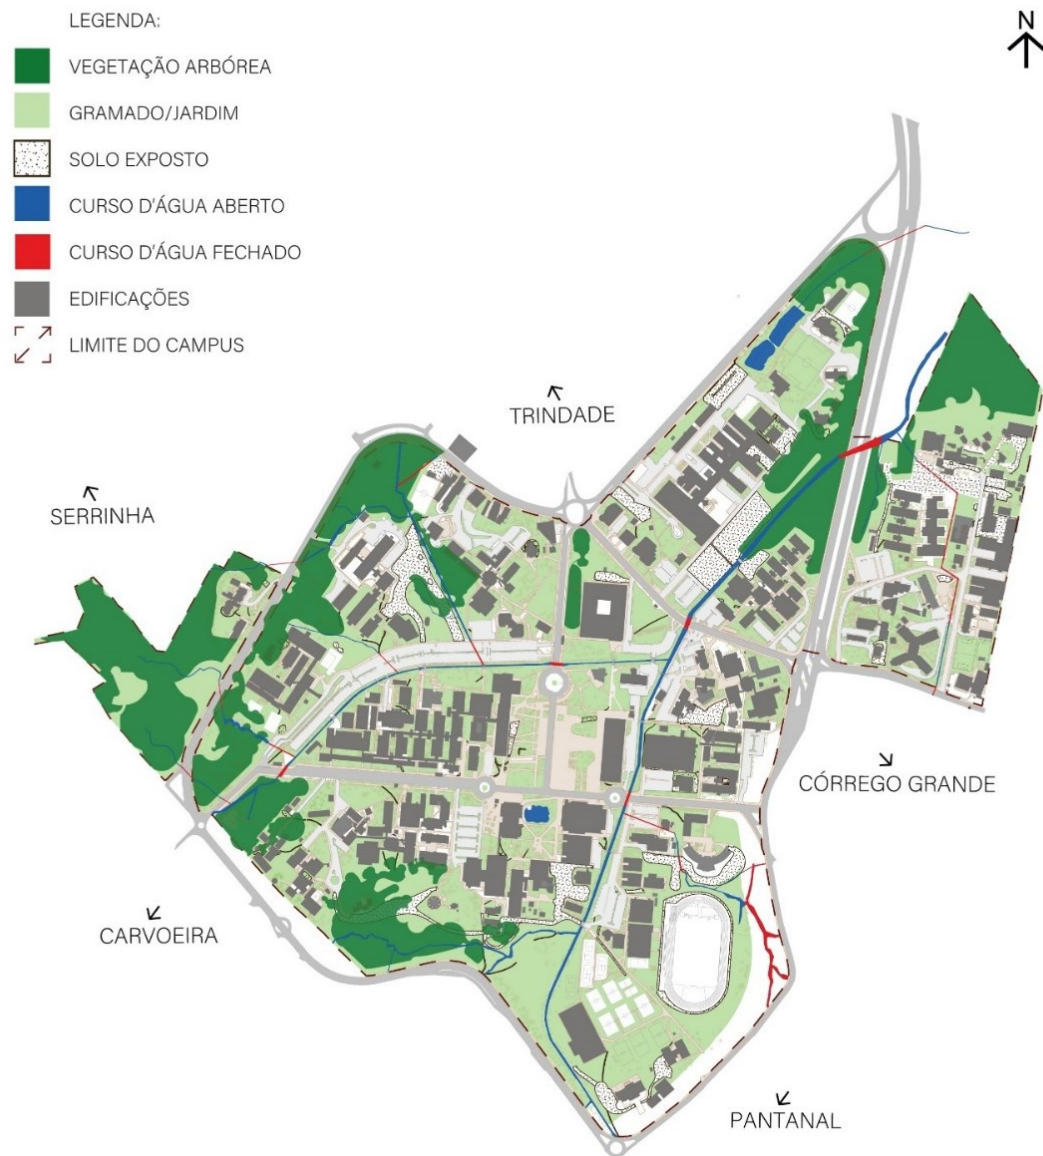 LEGENDA:
N
VEGETAÇÃO ARBÓREA
GRAMADO/JARDIM
SOLO EXPOSTO
CURSO D'ÁGUA ABERTO
CURSO D'ÁGUA FECHADO
EDIFICAÇÕES
LIMITE DO CAMPUS
TRINDADE
SERRINHA
CÓRREGO GRANDE
CARVOEIRA
PANTANAL